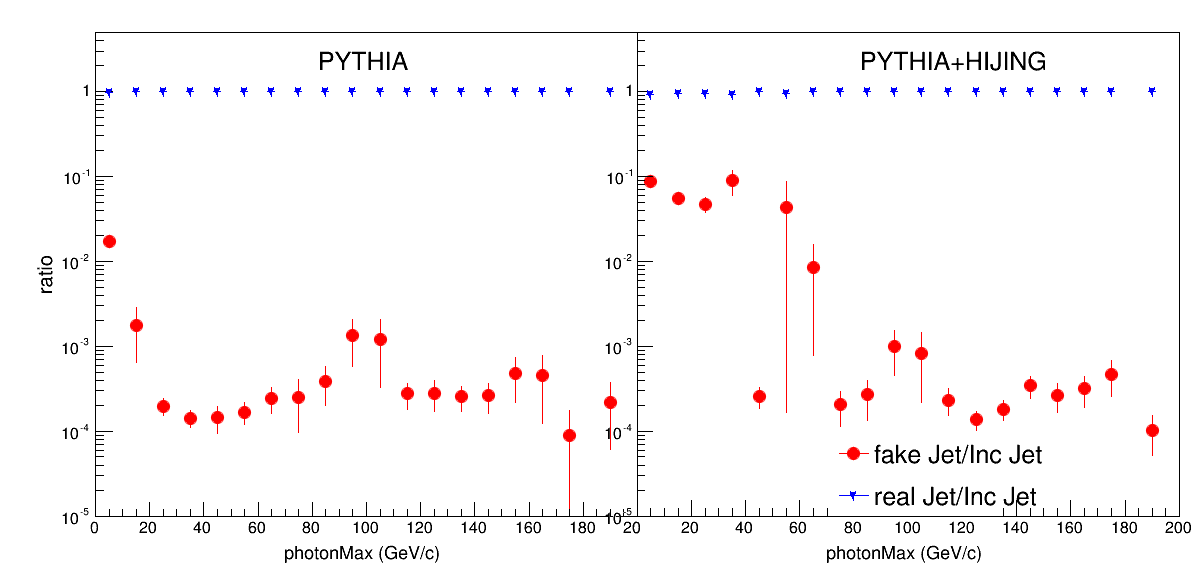 PYTHIA
PYTHIA+HIJING
ratio
1
10^-1
10^-2
10^-3
10^-4
10^-5
1
10^-1
10^-2
10^-3
10^-4
fake Jet/Inc Jet
real Jet/Inc Jet
0 20 40 60 80 100 120 140 160 180
20 20 40 60 80 100 120 140 160 180 200
photonMax (GeV/c)
photonMax (GeV/c)